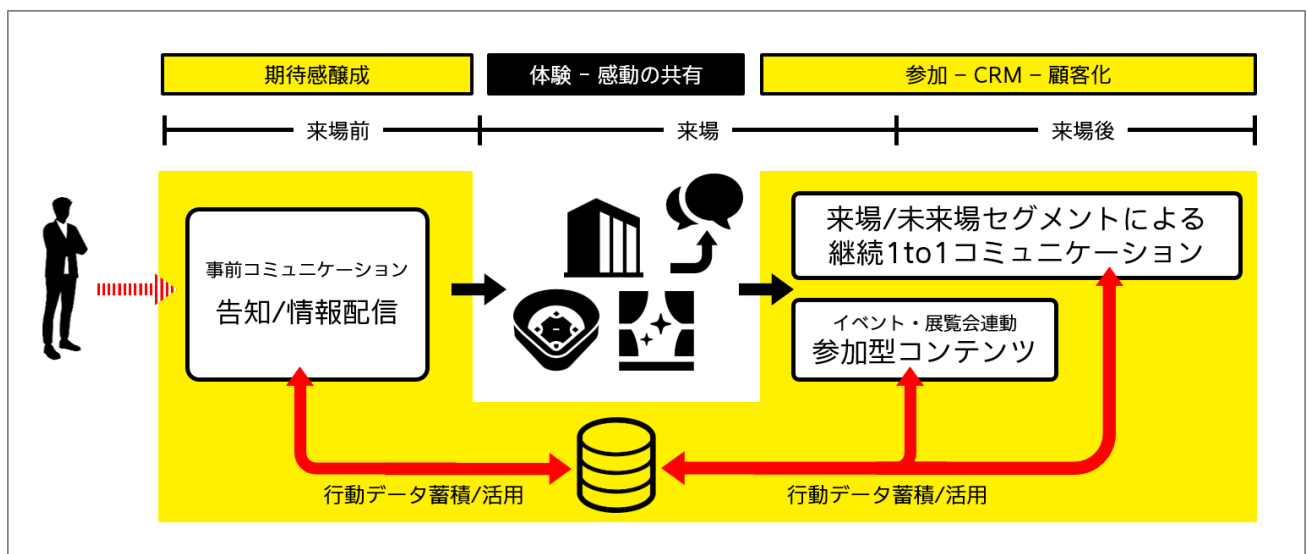 期待感醸成
体験 – 感動の共有
参加 – CRM – 顧客化
来場前
来場
来場後
事前コミュニケーション
告知/情報配信
来場/未来場セグメントによる
継続1to1コミュニケーション
イベント・展覧会連動
参加型コンテンツ
行動データ蓄積/活用
行動データ蓄積/活用